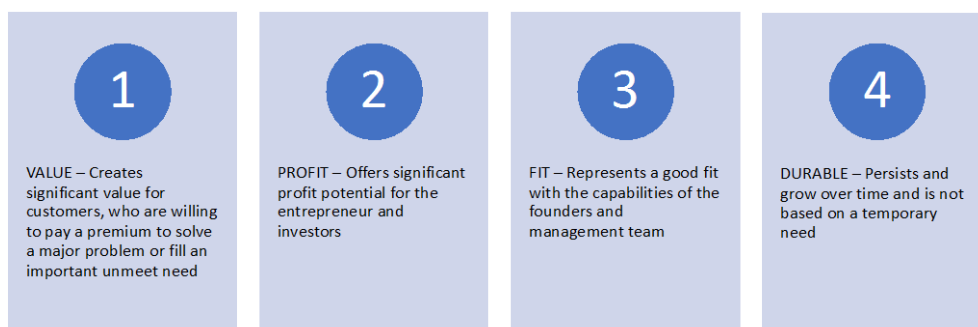 1
VALUE – Creates
significant value for
customers, who are willing
to pay a premium to solve
a major problem or fill an
important unmeet need
2
PROFIT – Offers significant
profit potential for the
entrepreneur and
investors
3
FIT – Represents a good fit
with the capabilities of the
founders and
management team
4
DURABLE – Persists and
grow over time and is not
based on a temporary
need